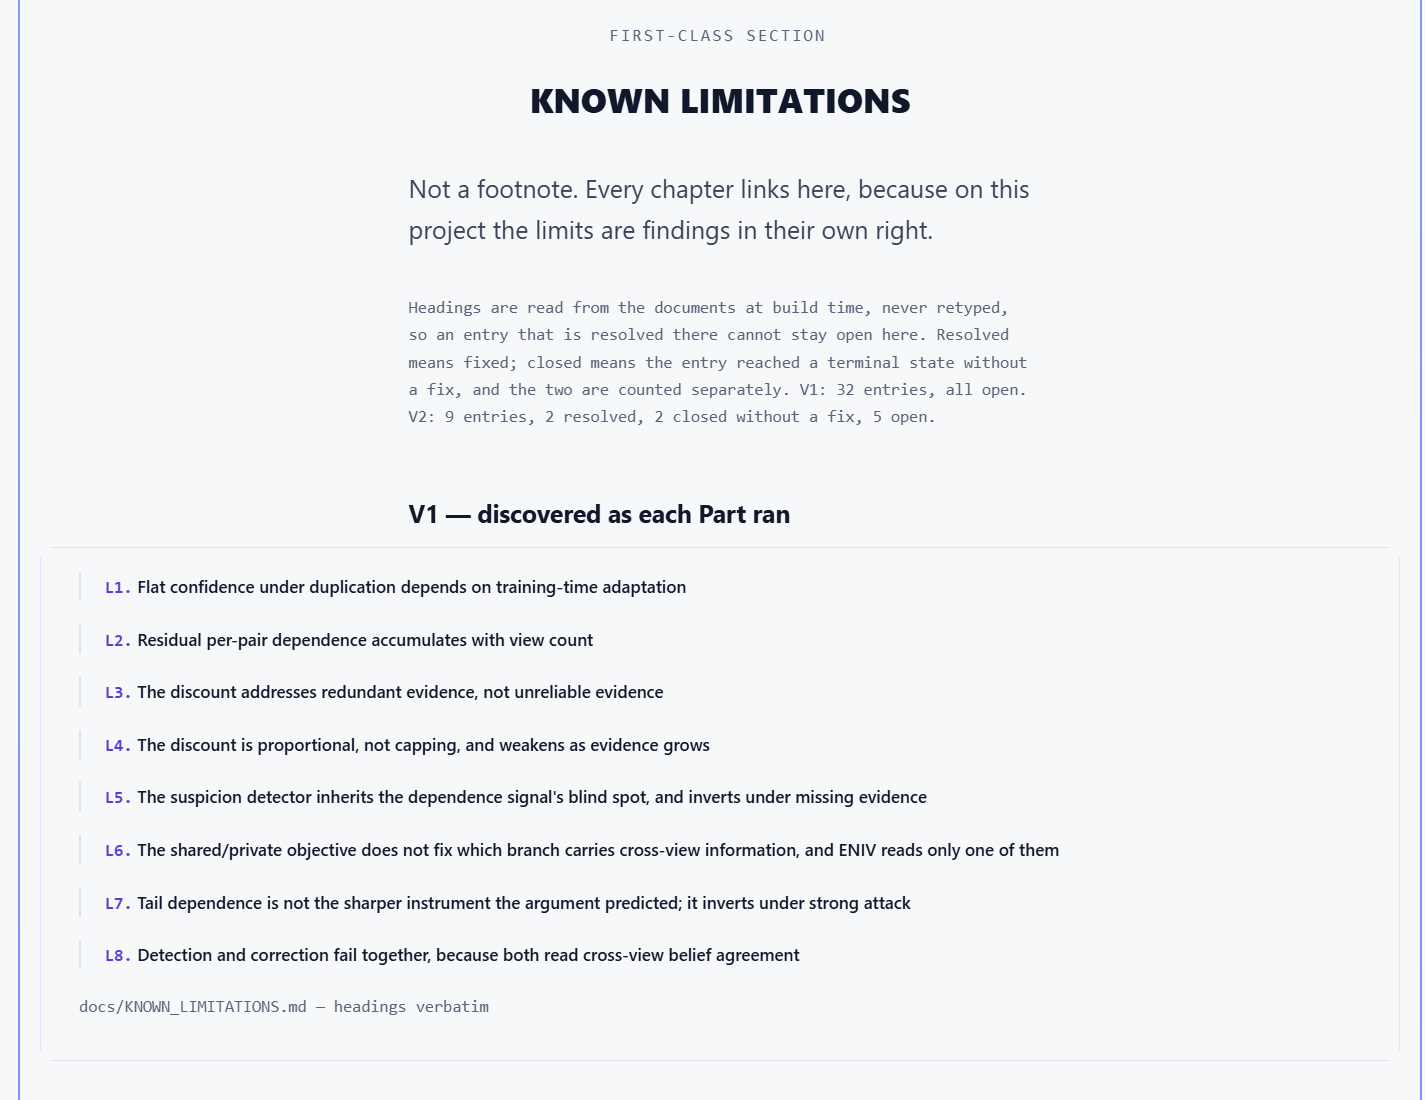 FIRST-CLASS SECTION
KNOWN LIMITATIONS
Not a footnote. Every chapter links here, because on this
project the limits are findings in their own right.
Headings are read from the documents at build time, never retyped,
so an entry that is resolved there cannot stay open here. Resolved
means fixed; closed means the entry reached a terminal state without
a fix, and the two are counted separately. V1: 32 entries, all open.
V2: 9 entries, 2 resolved, 2 closed without a fix, 5 open.
V1 — discovered as each Part ran
L1. Flat confidence under duplication depends on training-time adaptation
L2. Residual per-pair dependence accumulates with view count
L3. The discount addresses redundant evidence, not unreliable evidence
L4. The discount is proportional, not capping, and weakens as evidence grows
L5. The suspicion detector inherits the dependence signal's blind spot, and inverts under missing evidence
L6. The shared/private objective does not fix which branch carries cross-view information, and ENIV reads only one of them
L7. Tail dependence is not the sharper instrument the argument predicted; it inverts under strong attack
L8. Detection and correction fail together, because both read cross-view belief agreement
docs/KNOWN_LIMITATIONS.md — headings verbatim